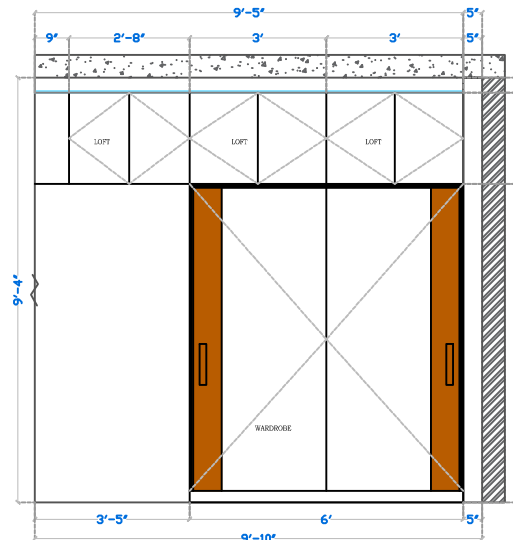 9'-5" 5"
9" 2'-8" 3' 3' 5"
LOFT LOFT LOFT
9'-4"
WARDROBE
3'-5" 6' 5"
9'-10"